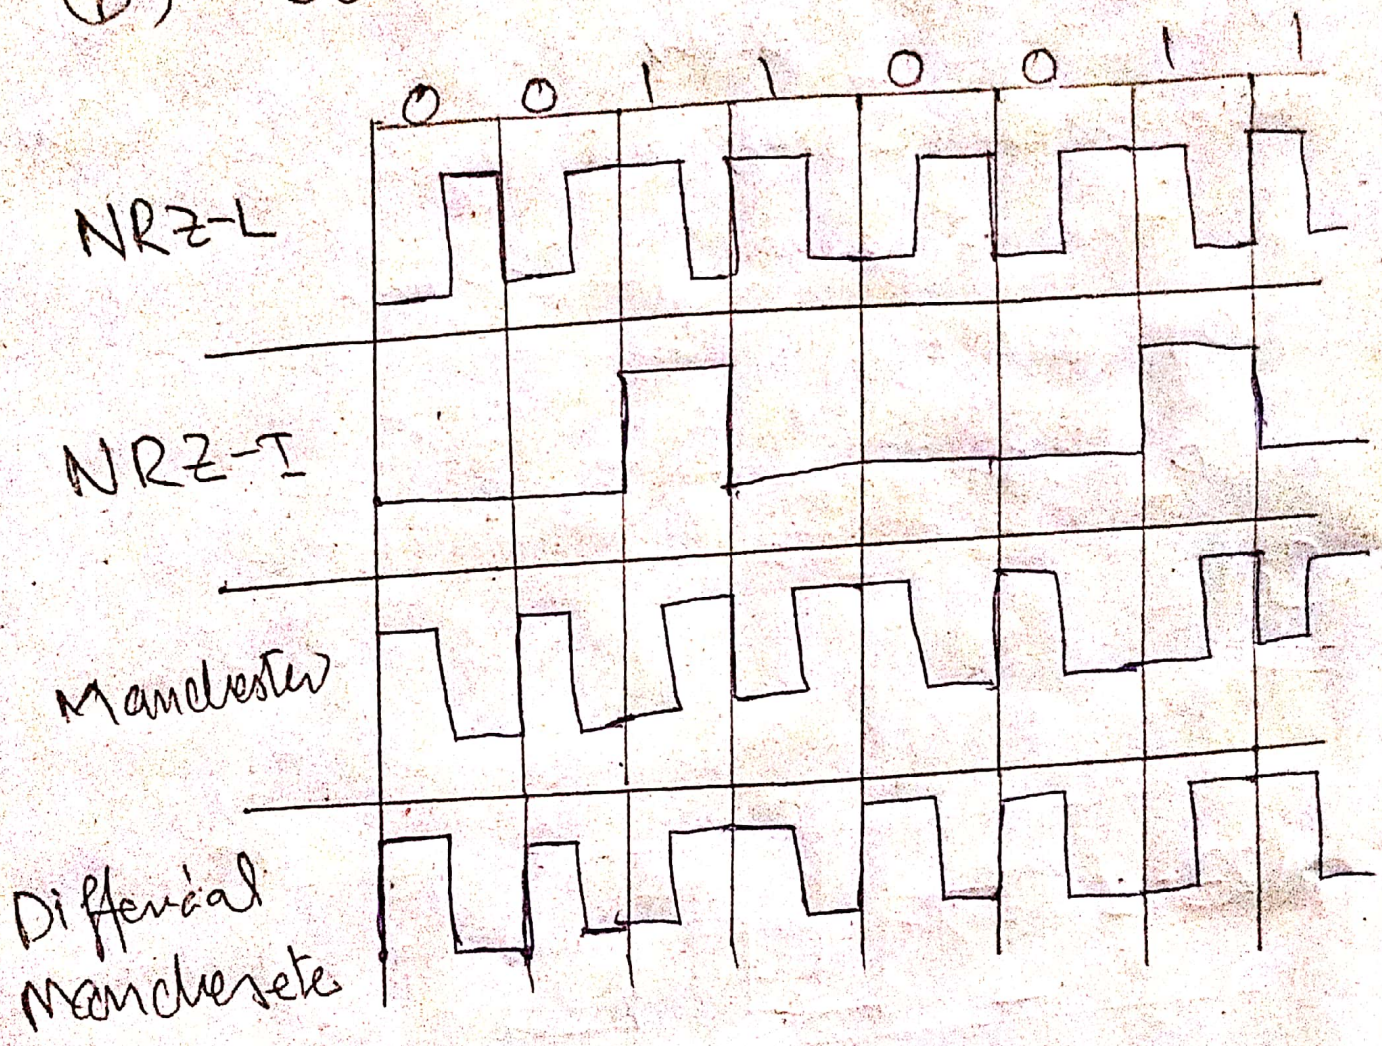 0 0 1 1 0 0 1 1
NRZ-L
NRZ-I
Manchester
Differcial
Manchesete